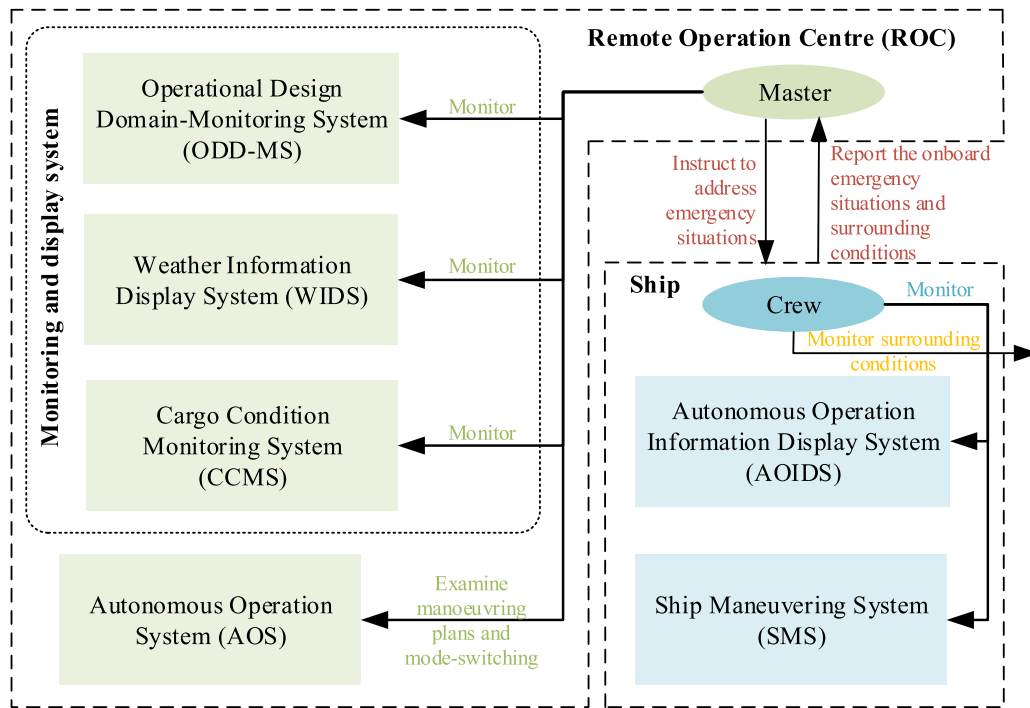 Remote Operation Centre (ROC)
Master
Monitoring and display system
Operational Design
Domain-Monitoring System
(ODD-MS)
Monitor
Weather Information
Display System (WIDS)
Monitor
Cargo Condition
Monitoring System
(CCMS)
Monitor
Autonomous Operation
System (AOS)
Examine
manoeuvring
plans and
mode-switching
Instruct to
address
emergency
situations
Report the onboard
emergency
situations and
surrounding
conditions
Ship
Crew
Monitor
Monitor surrounding
conditions
Autonomous Operation
Information Display System
(AOIDS)
Ship Maneuvering System
(SMS)